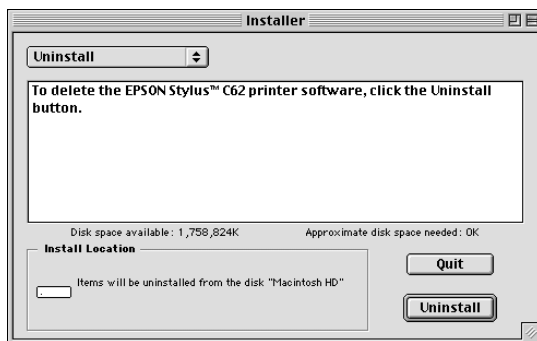 Installer
Uninstall
To delete the EPSON Stylus™ C62 printer software, click the Uninstall
button.
Disk space available: 1,758,824K
Approximate disk space needed: 0K
Install Location
Items will be uninstalled from the disk "Macintosh HD"
Quit
Uninstall